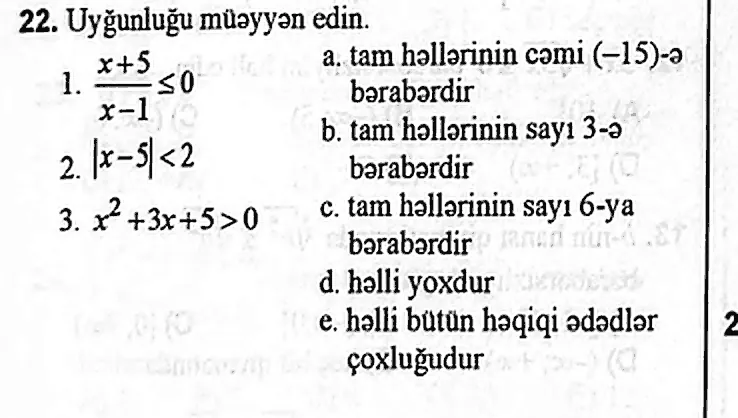 22. Uyğunluğu müəyyən edin.
1. \frac{x+5}{x-1} ≤ 0
2. |x−5| < 2
3. x² +3x+5>0
a. tam həllərinin cəmi (−15)-ə
bərabərdir
b. tam həllərinin sayı 3-ə
bərabərdir
c. tam həllərinin sayı 6-ya
bərabərdir
d. həlli yoxdur
e. həlli bütün həqiqi ədədlər
çoxluğudur
2